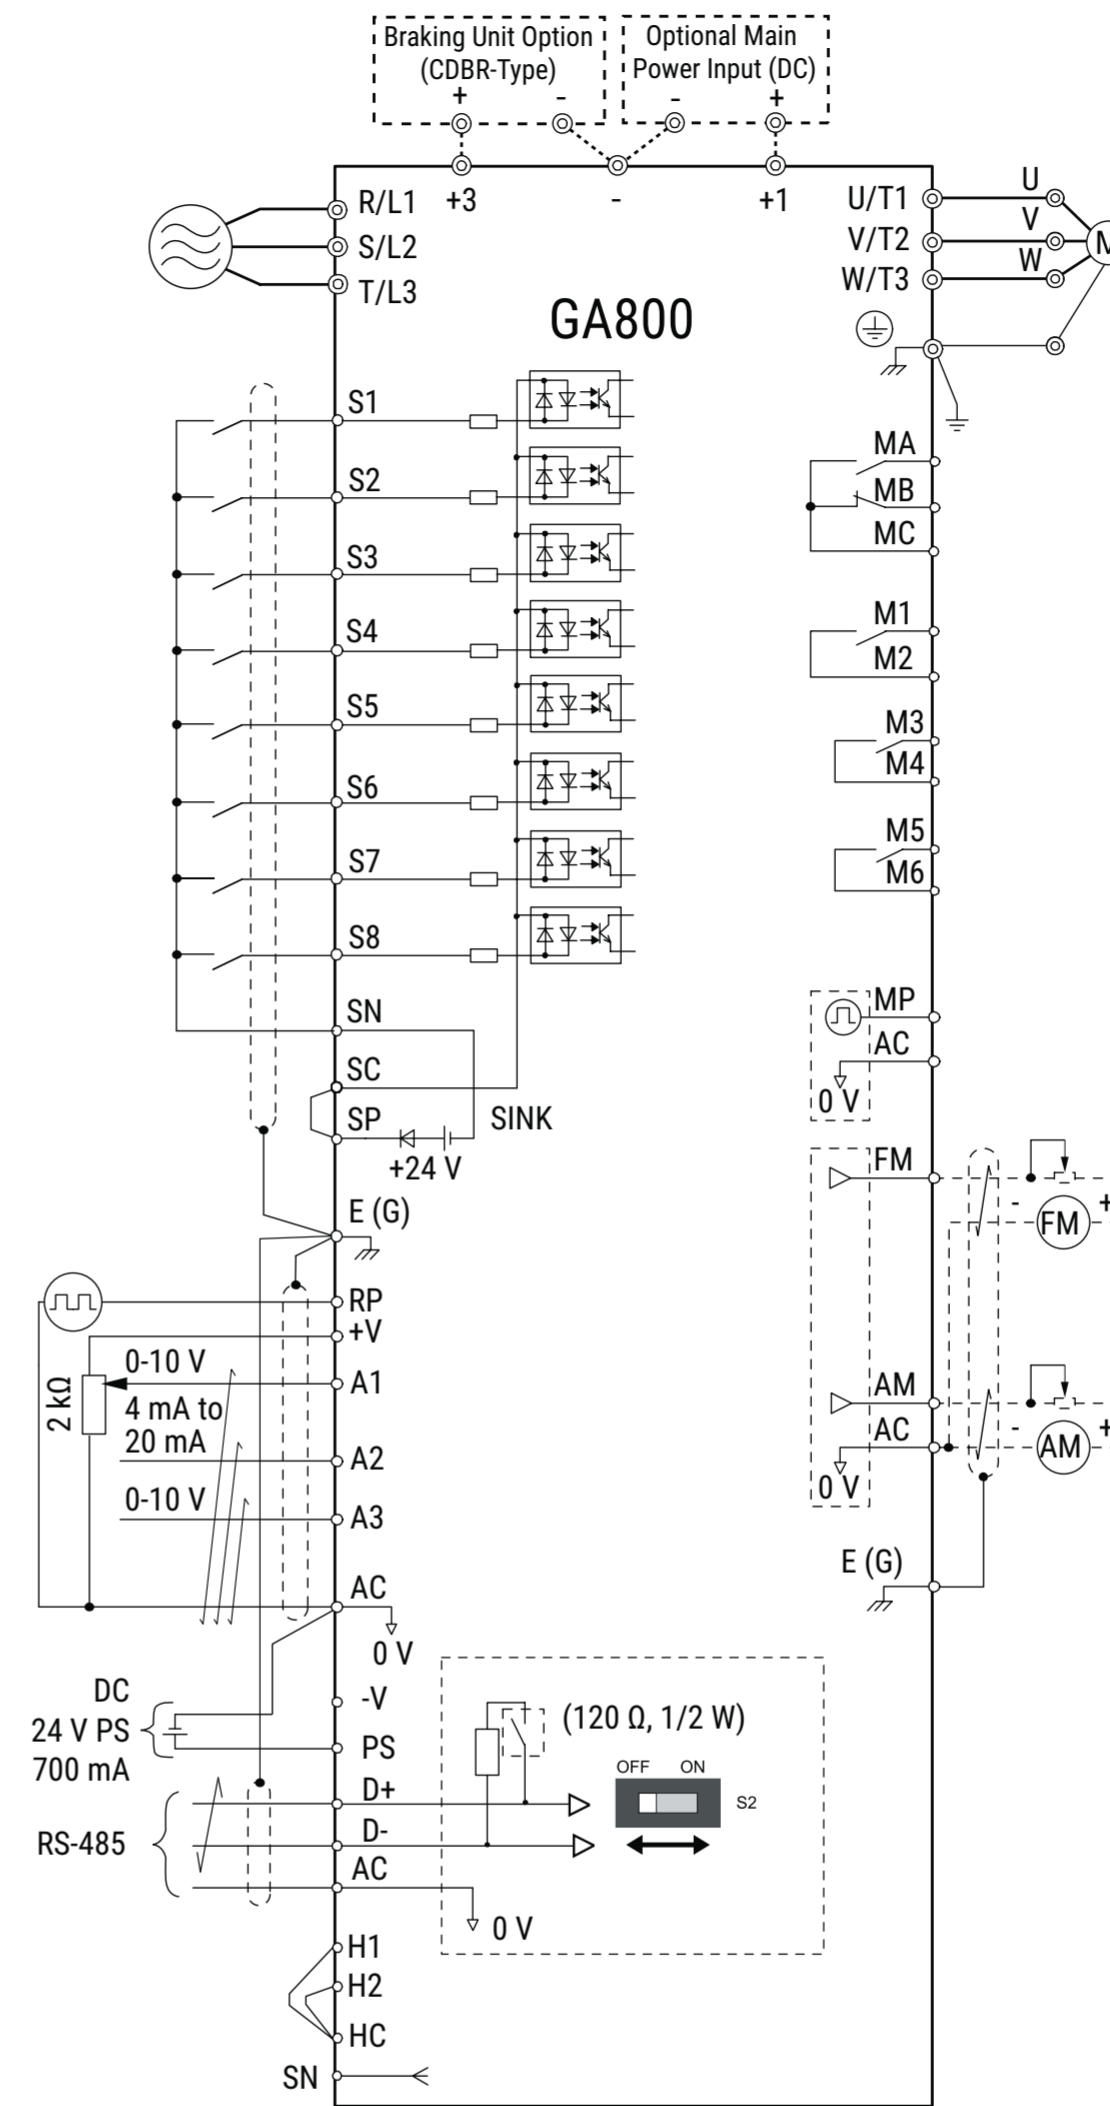 Braking Unit Option
(CDBR-Type)
+ -
Optional Main
Power Input (DC)
- +
+3 - +1
R/L1
S/L2
T/L3
U/T1
V/T2
W/T3
U
V
W
M
GA800
S1
S2
S3
S4
S5
S6
S7
S8
SN
SC
SP
+24 V
SINK
E (G)
RP
+V
0-10 V
A1
2 kΩ
4 mA to
20 mA
A2
0-10 V
A3
AC
0 V
-V
DC
24 V PS
700 mA
PS
D+
D-
AC
RS-485
0 V
(120 Ω, 1/2 W)
OFF ON
S2
H1
H2
HC
SN
MA
MB
MC
M1
M2
M3
M4
M5
M6
MP
AC
0 V
FM
- FM +
AM
AC
0 V
- AM +
E (G)